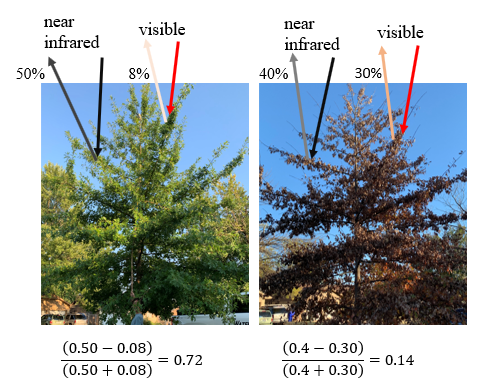 near
infrared
visible
50%
8%
near
infrared
visible
40%
30%
(0.50 − 0.08)
(0.50 + 0.08) = 0.72
(0.4 − 0.30)
(0.4 + 0.30) = 0.14